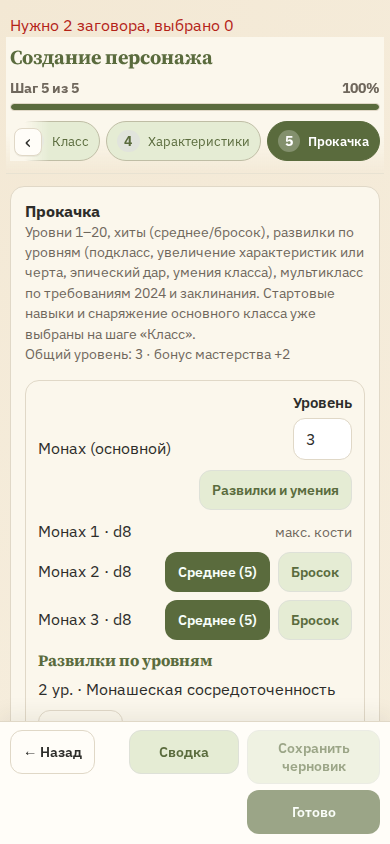 Нужно 2 заговора, выбрано 0
Создание персонажа
Шаг 5 из 5 100%
‹ Класс 4 Характеристики 5 Прокачка
Прокачка
Уровни 1–20, хиты (среднее/бросок), развилки по
уровням (подкласс, увеличение характеристик или
черта, эпический дар, умения класса), мультикласс
по требованиям 2024 и заклинания. Стартовые
навыки и снаряжение основного класса уже
выбраны на шаге «Класс».
Общий уровень: 3 · бонус мастерства +2
Уровень
Монах (основной) 3
Развилки и умения
Монах 1 · d8 макс. кости
Монах 2 · d8 Среднее (5) Бросок
Монах 3 · d8 Среднее (5) Бросок
Развилки по уровням
2 ур. · Монашеская сосредоточенность
← Назад Сводка Сохранить
черновик
Готово